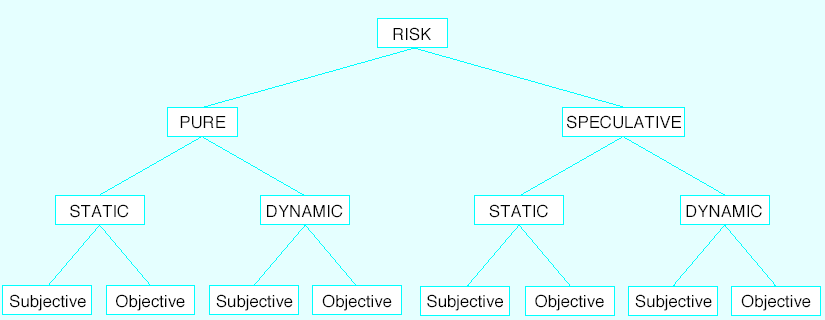 RISK
PURE
SPECULATIVE
STATIC
DYNAMIC
STATIC
DYNAMIC
Subjective
Objective
Subjective
Objective
Subjective
Objective
Subjective
Objective